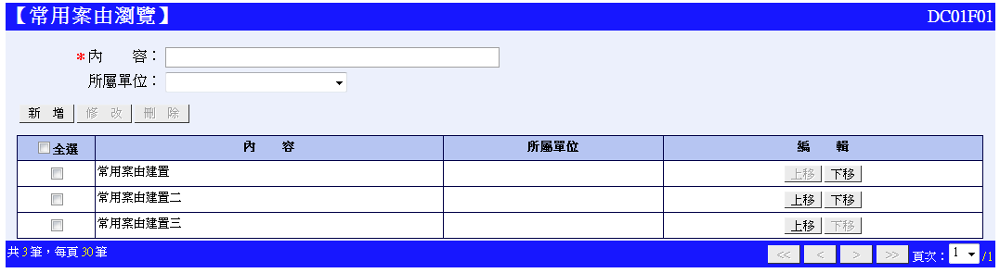 【常用案由瀏覽】 DC01F01
*內 容：
所屬單位：
新 增 修 改 刪 除
全選 內 容 所屬單位 編 輯
常用案由建置 上移 下移
常用案由建置二 上移 下移
常用案由建置三 上移 下移
共3筆，每頁30筆 << < > >> 頁次：1 /1